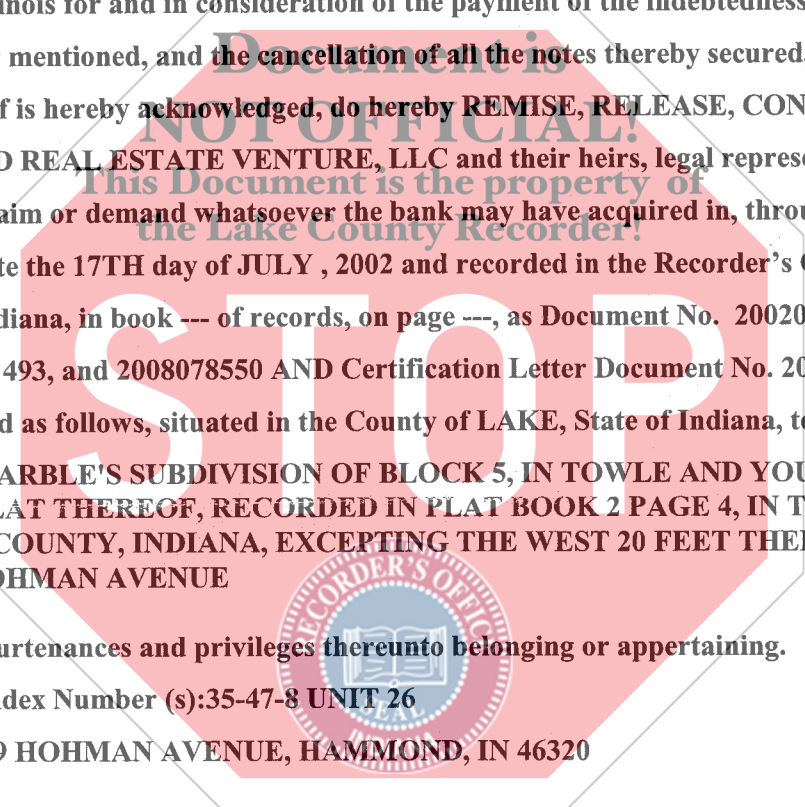 inois for and in consideration of the payment of the indebtedness
mentioned, and the cancellation of all the notes thereby secured,
Document is
f is hereby acknowledged, do hereby REMISE, RELEASE, CON
NOT OFFICIAL!
D REAL ESTATE VENTURE, LLC and their heirs, legal represe
This Document is the property of
aim or demand whatsoever the bank may have acquired in, throu
the Lake County Recorder!
te the 17TH day of JULY , 2002 and recorded in the Recorder's
diana, in book --- of records, on page ---, as Document No. 20020
STOP
493, and 2008078550 AND Certification Letter Document No. 20
d as follows, situated in the County of LAKE, State of Indiana, t
ARBLE'S SUBDIVISION OF BLOCK 5, IN TOWLE AND YOU
LAT THEREOF, RECORDED IN PLAT BOOK 2 PAGE 4, IN T
COUNTY, INDIANA, EXCEPTING THE WEST 20 FEET THE
OHMAN AVENUE
RECORDER'S OFFICE
urtenances and privileges thereunto belonging or appertaining.
ndex Number (s):35-47-8 UNIT 26
SEAL
INDIANA
9 HOHMAN AVENUE, HAMMOND, IN 46320